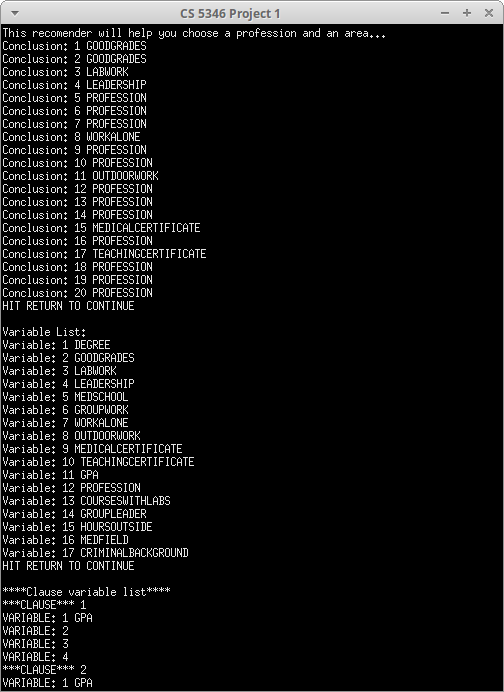 CS 5346 Project 1
This recomender will help you choose a profession and an area...
Conclusion: 1 GOODGRADES
Conclusion: 2 GOODGRADES
Conclusion: 3 LABWORK
Conclusion: 4 LEADERSHIP
Conclusion: 5 PROFESSION
Conclusion: 6 PROFESSION
Conclusion: 7 PROFESSION
Conclusion: 8 WORKALONE
Conclusion: 9 PROFESSION
Conclusion: 10 PROFESSION
Conclusion: 11 OUTDOORWORK
Conclusion: 12 PROFESSION
Conclusion: 13 PROFESSION
Conclusion: 14 PROFESSION
Conclusion: 15 MEDICALCERTIFICATE
Conclusion: 16 PROFESSION
Conclusion: 17 TEACHINGCERTIFICATE
Conclusion: 18 PROFESSION
Conclusion: 19 PROFESSION
Conclusion: 20 PROFESSION
HIT RETURN TO CONTINUE
Variable List:
Variable: 1 DEGREE
Variable: 2 GOODGRADES
Variable: 3 LABWORK
Variable: 4 LEADERSHIP
Variable: 5 MEDSCHOOL
Variable: 6 GROUPWORK
Variable: 7 WORKALONE
Variable: 8 OUTDOORWORK
Variable: 9 MEDICALCERTIFICATE
Variable: 10 TEACHINGCERTIFICATE
Variable: 11 GPA
Variable: 12 PROFESSION
Variable: 13 COURSESWITHLABS
Variable: 14 GROUPLEADER
Variable: 15 HOURSOUTSIDE
Variable: 16 MEDFIELD
Variable: 17 CRIMINALBACKGROUND
HIT RETURN TO CONTINUE
****Clause variable list****
***CLAUSE*** 1
VARIABLE: 1 GPA
VARIABLE: 2
VARIABLE: 3
VARIABLE: 4
***CLAUSE*** 2
VARIABLE: 1 GPA